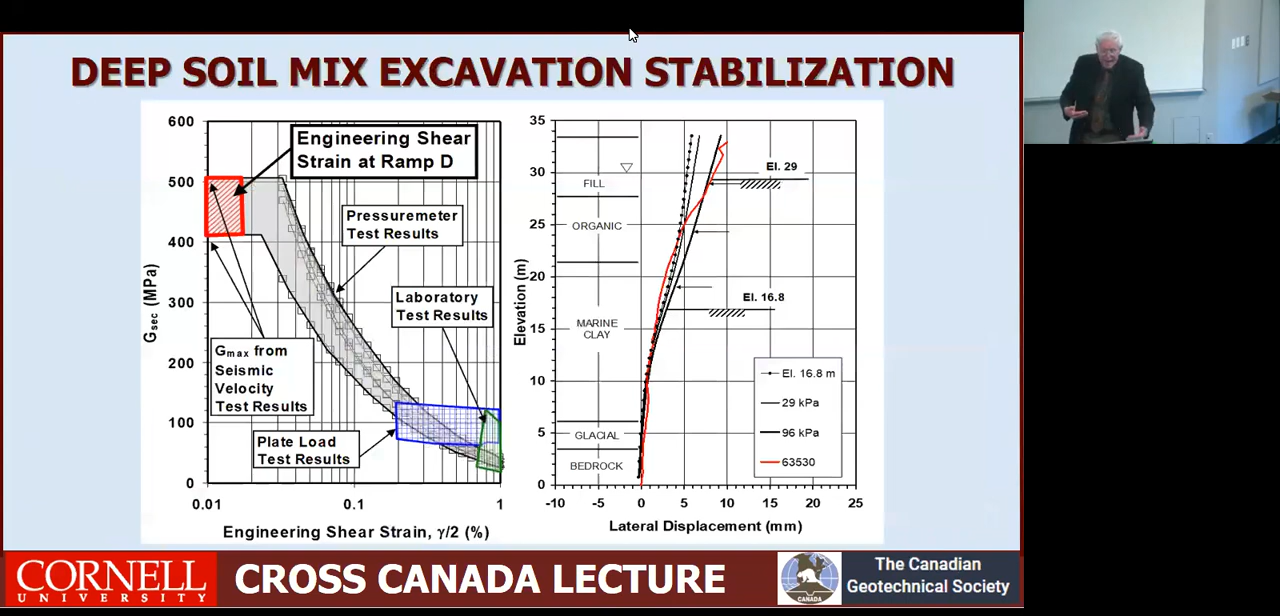 DEEP SOIL MIX EXCAVATION STABILIZATION
600
500
400
300
200
100
0
Gsec (MPa)
Engineering Shear
Strain at Ramp D
Pressuremeter
Test Results
Laboratory
Test Results
Gmax from
Seismic
Velocity
Test Results
Plate Load
Test Results
0.01
0.1
1
Engineering Shear Strain, γ/2 (%)
35
30
25
20
15
10
5
0
Elevation (m)
FILL
ORGANIC
MARINE
CLAY
GLACIAL
BEDROCK
El. 29
El. 16.8
El. 16.8 m
29 kPa
96 kPa
63530
-10
-5
0
5
10
15
20
25
Lateral Displacement (mm)
CORNELL
UNIVERSITY
CROSS CANADA LECTURE
CANADA
The Canadian
Geotechnical Society